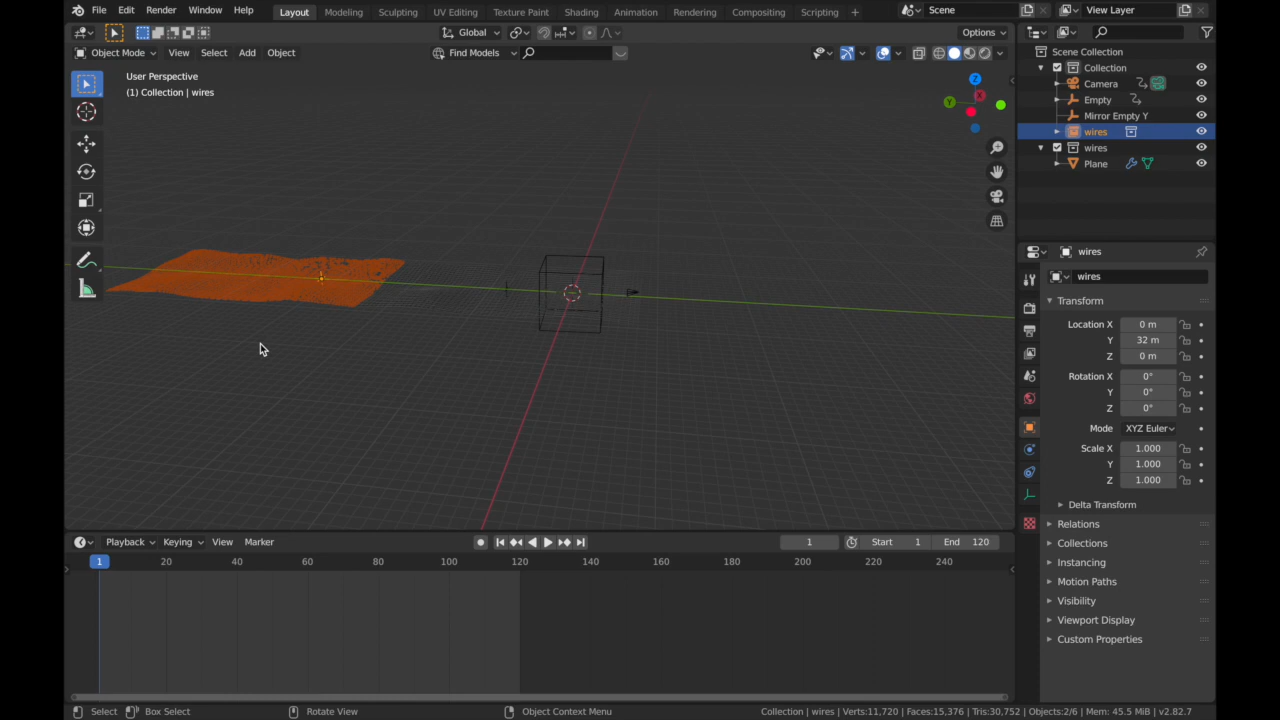 File Edit Render Window Help Layout Modeling Sculpting UV Editing Texture Paint Shading Animation Rendering Compositing Scripting + Scene View Layer
Global Options
Object Mode View Select Add Object Find Models
User Perspective
(1) Collection | wires
Z
X
Y
Scene Collection
Collection
Camera
Empty
Mirror Empty Y
wires
wires
Plane
wires
wires
Transform
Location X 0 m
Y 32 m
Z 0 m
Rotation X 0°
Y 0°
Z 0°
Mode XYZ Euler
Scale X 1.000
Y 1.000
Z 1.000
Delta Transform
Relations
Collections
Instancing
Motion Paths
Visibility
Viewport Display
Custom Properties
Playback Keying View Marker 1 Start 1 End 120
1 20 40 60 80 100 120 140 160 180 200 220 240
Select Box Select Rotate View Object Context Menu Collection | wires | Verts:11,720 | Faces:15,376 | Tris:30,752 | Objects:2/6 | Mem: 45.5 MiB | v2.82.7